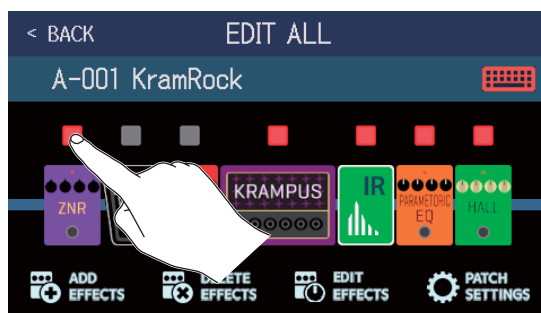 < BACK
EDIT ALL
A-001 KramRock
ZNR
KRAMPUS
IR
PARAMETORIC
EQ
HALL
ADD
EFFECTS
EFFECTS
EDIT
EFFECTS
PATCH
SETTINGS